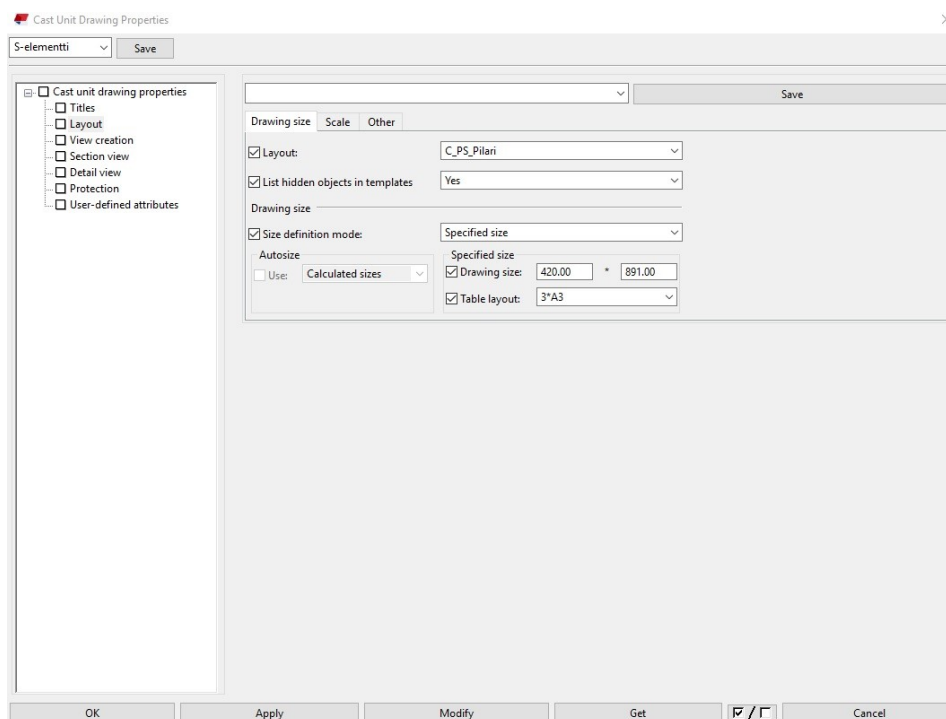 Cast Unit Drawing Properties
S-elementti Save
Cast unit drawing properties
Titles
Layout
View creation
Section view
Detail view
Protection
User-defined attributes
Save
Drawing size Scale Other
Layout: C_PS_Pilari
List hidden objects in templates Yes
Drawing size
Size definition mode: Specified size
Autosize
Use: Calculated sizes
Specified size
Drawing size: 420.00 * 891.00
Table layout: 3*A3
OK Apply Modify Get / Cancel